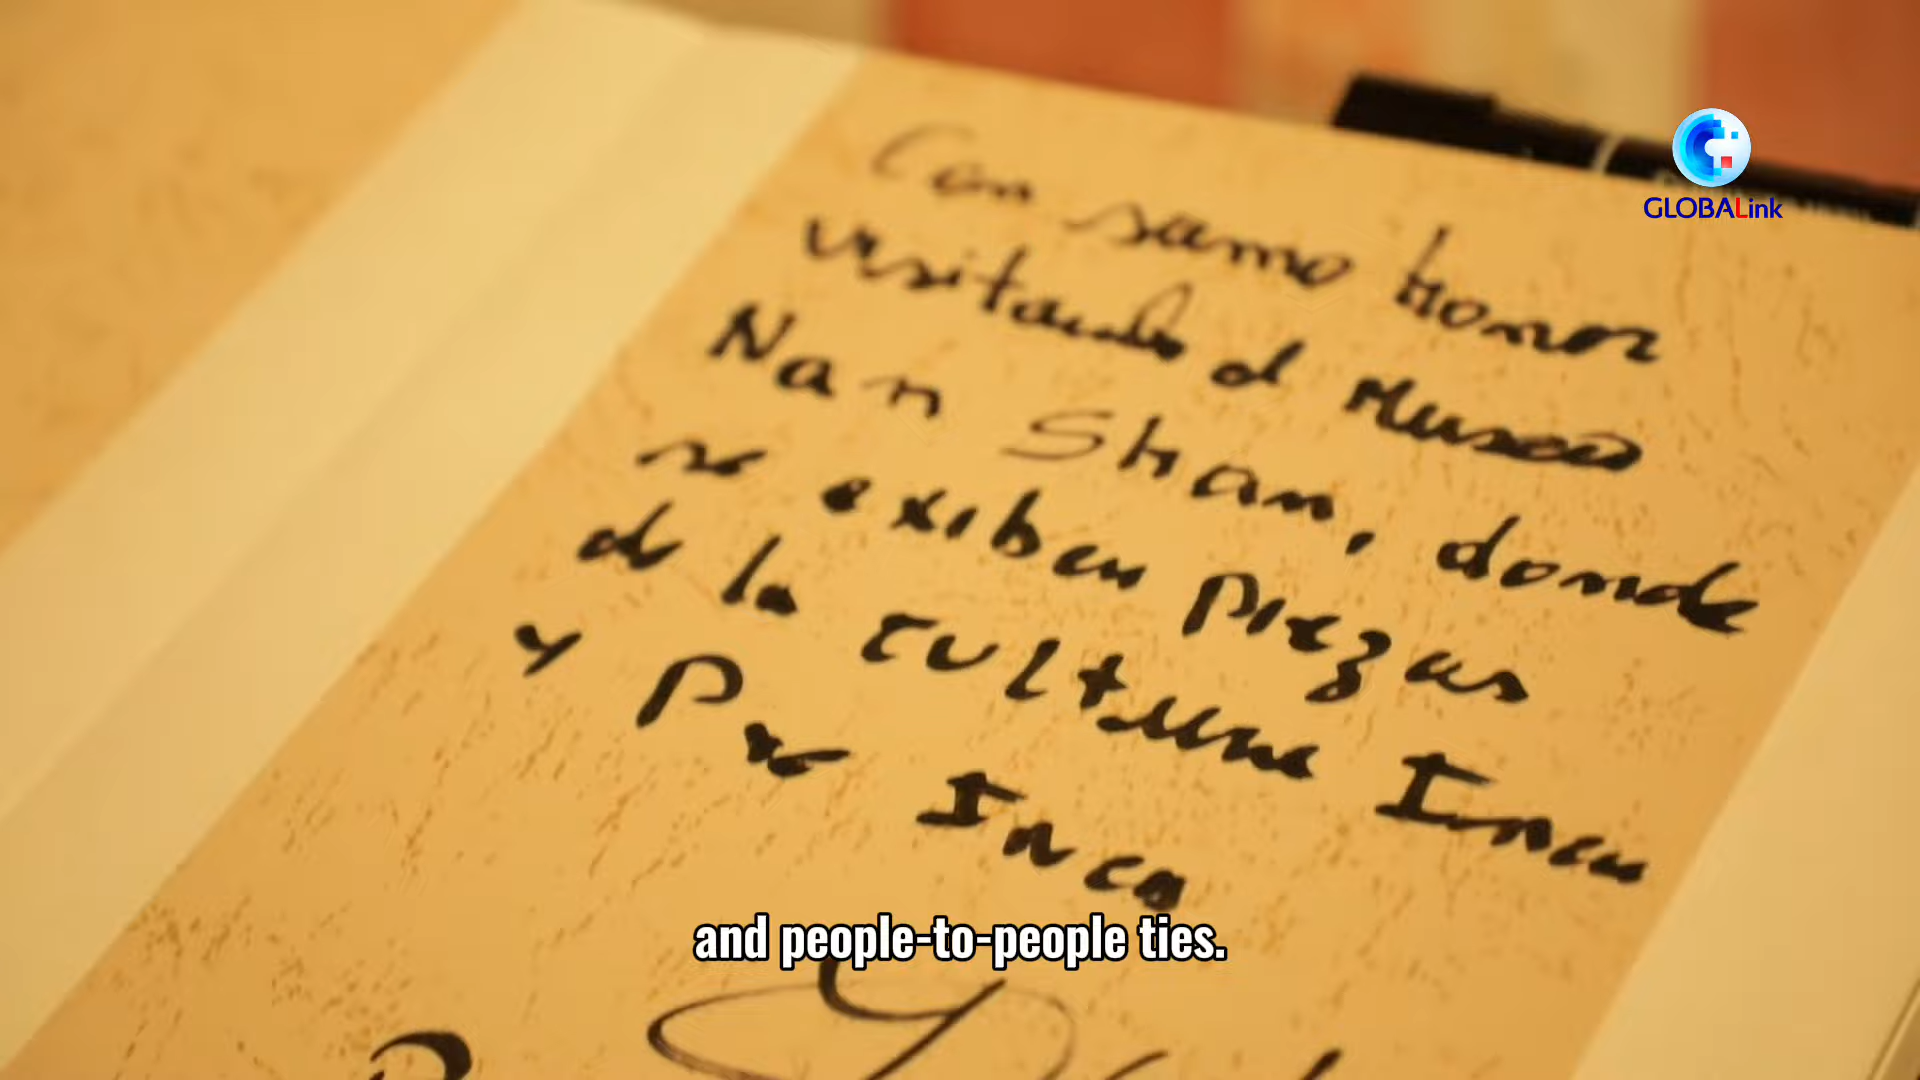 GLOBALink
Con sumo honor
visitando el Museo
Nan Shan, donde
se exiben piezas
de la cultura Inca
y Pre Inca
and people-to-people ties.